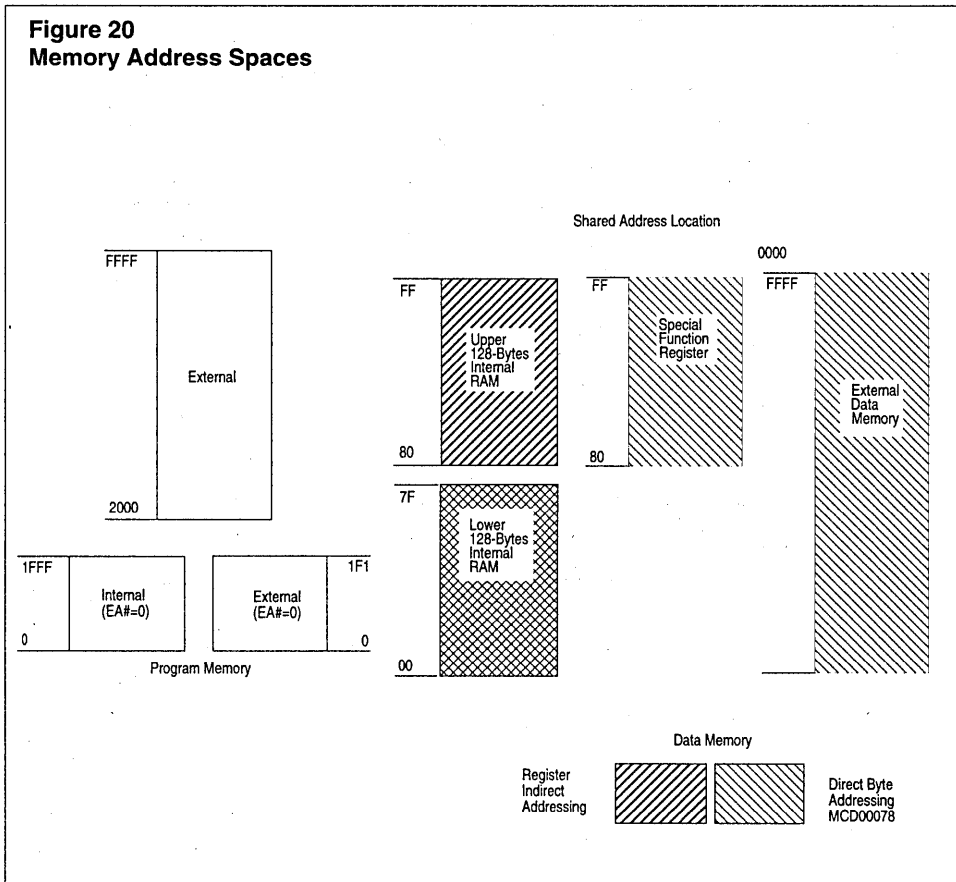 Figure 20
Memory Address Spaces
Shared Address Location
0000
FFFF
External
2000
FF
Upper
128-Bytes
Internal
RAM
80
FF
Special
Function
Register
80
FFFF
External
Data
Memory
7F
Lower
128-Bytes
Internal
RAM
00
1FFF
Internal
(EA#=0)
0
External
(EA#=0)
1F1
0
Program Memory
Data Memory
Register
Indirect
Addressing
Direct Byte
Addressing
MCD00078